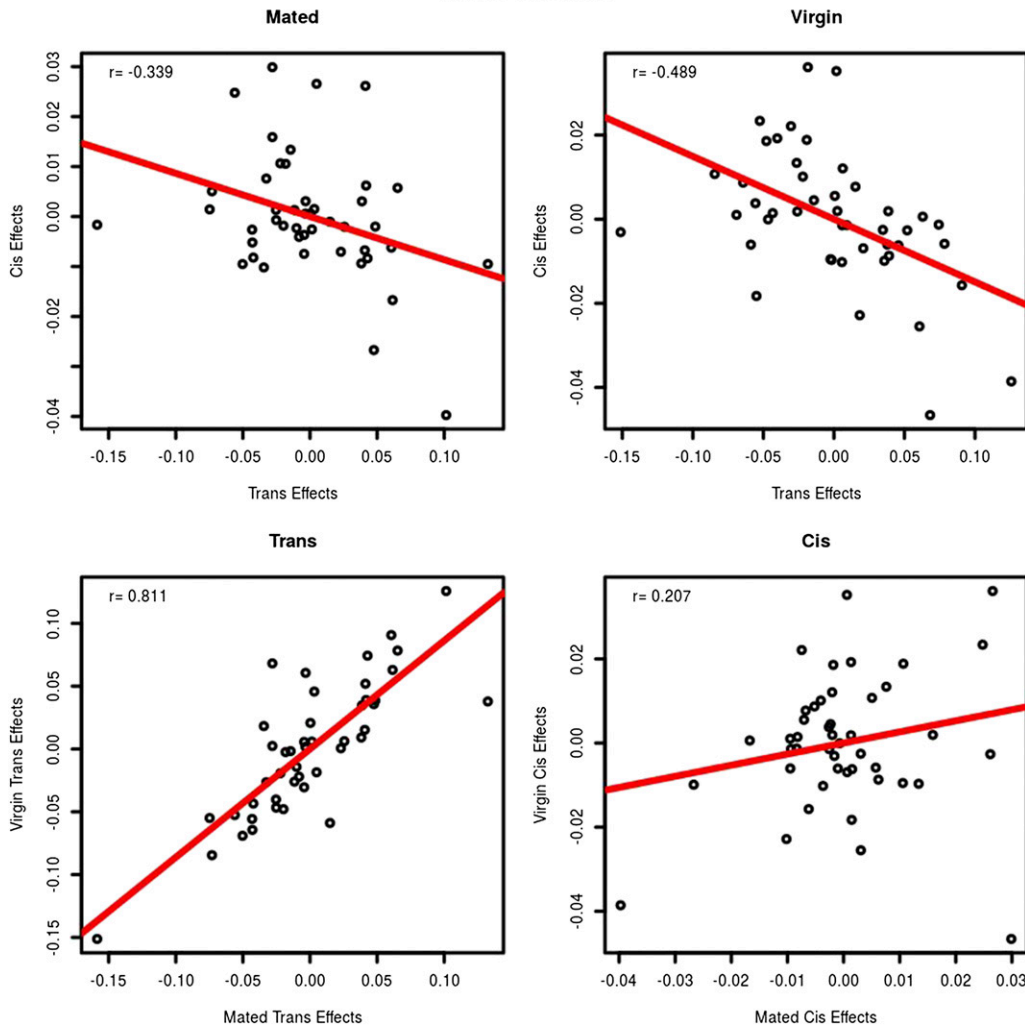 Mated
r= -0.339
0.03
0.02
0.01
0.00
-0.02
-0.04
Cis Effects
-0.15 -0.10 -0.05 0.00 0.05 0.10
Trans Effects
Virgin
r= -0.489
0.02
0.00
-0.02
-0.04
Cis Effects
-0.15 -0.10 -0.05 0.00 0.05 0.10
Trans Effects
Trans
r= 0.811
0.10
0.05
0.00
-0.05
-0.10
-0.15
Virgin Trans Effects
-0.15 -0.10 -0.05 0.00 0.05 0.10
Mated Trans Effects
Cis
r= 0.207
0.02
0.00
-0.02
-0.04
Virgin Cis Effects
-0.04 -0.03 -0.02 -0.01 0.00 0.01 0.02 0.03
Mated Cis Effects